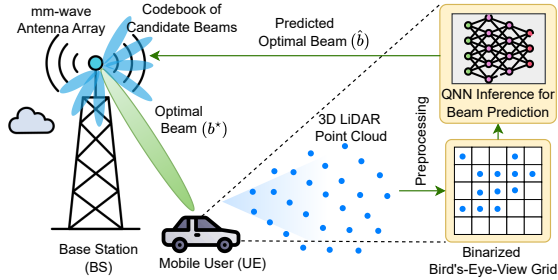 mm-wave
Antenna Array
Codebook of
Candidate Beams
Predicted
Optimal Beam (b̂)
QNN Inference for
Beam Prediction
Optimal
Beam (b⋆)
3D LiDAR
Point Cloud
Preprocessing
Base Station
(BS)
Mobile User (UE)
Binarized
Bird's-Eye-View Grid